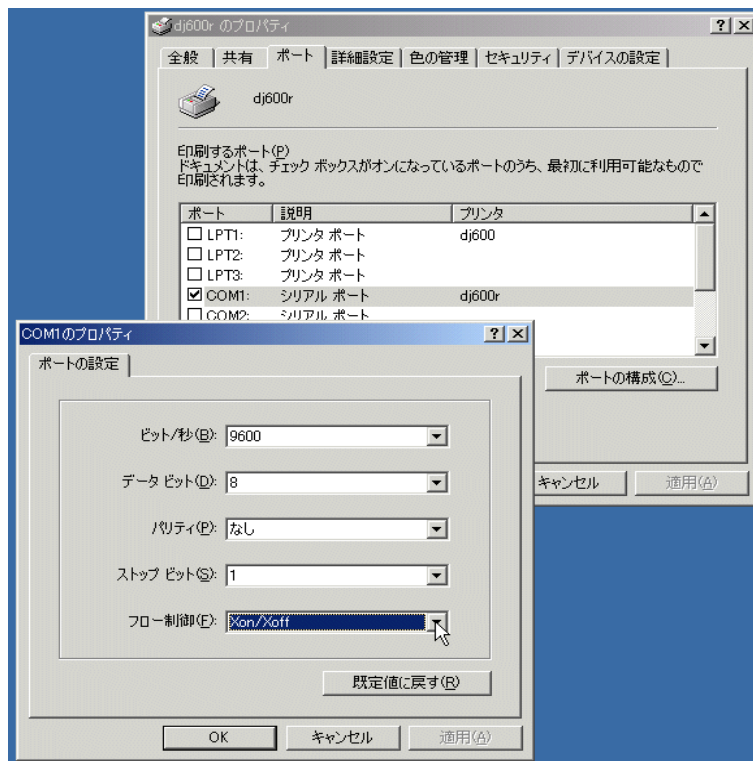 dj600r のプロパティ
全般 共有 ポート 詳細設定 色の管理 セキュリティ デバイスの設定
dj600r
印刷するポート(P)
ドキュメントは、チェック ボックスがオンになっているポートのうち、最初に利用可能なもので
印刷されます。
ポート 説明 プリンタ
LPT1: プリンタ ポート dj600
LPT2: プリンタ ポート
LPT3: プリンタ ポート
COM1: シリアル ポート dj600r
COM2: シリアル ポート
ポートの構成(C)...
キャンセル 適用(A)
COM1のプロパティ
ポートの設定
ビット/秒(B): 9600
データ ビット(D): 8
パリティ(P): なし
ストップ ビット(S): 1
フロー制御(F): Xon/Xoff
既定値に戻す(R)
OK キャンセル 適用(A)